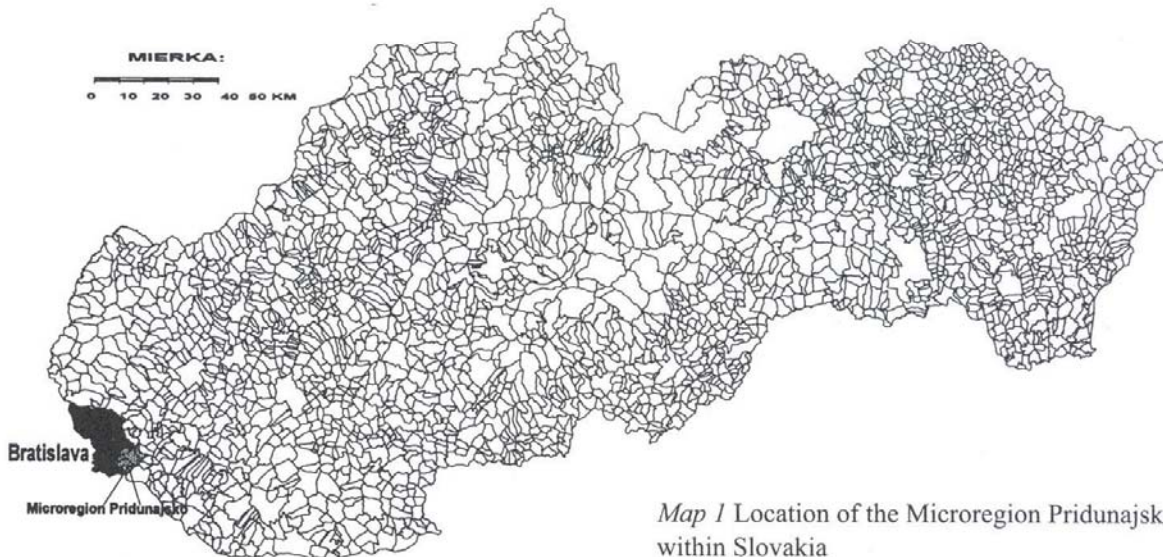 MIERKA:
0 10 20 30 40 50 KM
Bratislava
Microregion Pridunajsko
Map 1 Location of the Microregion Pridunajsk
within Slovakia